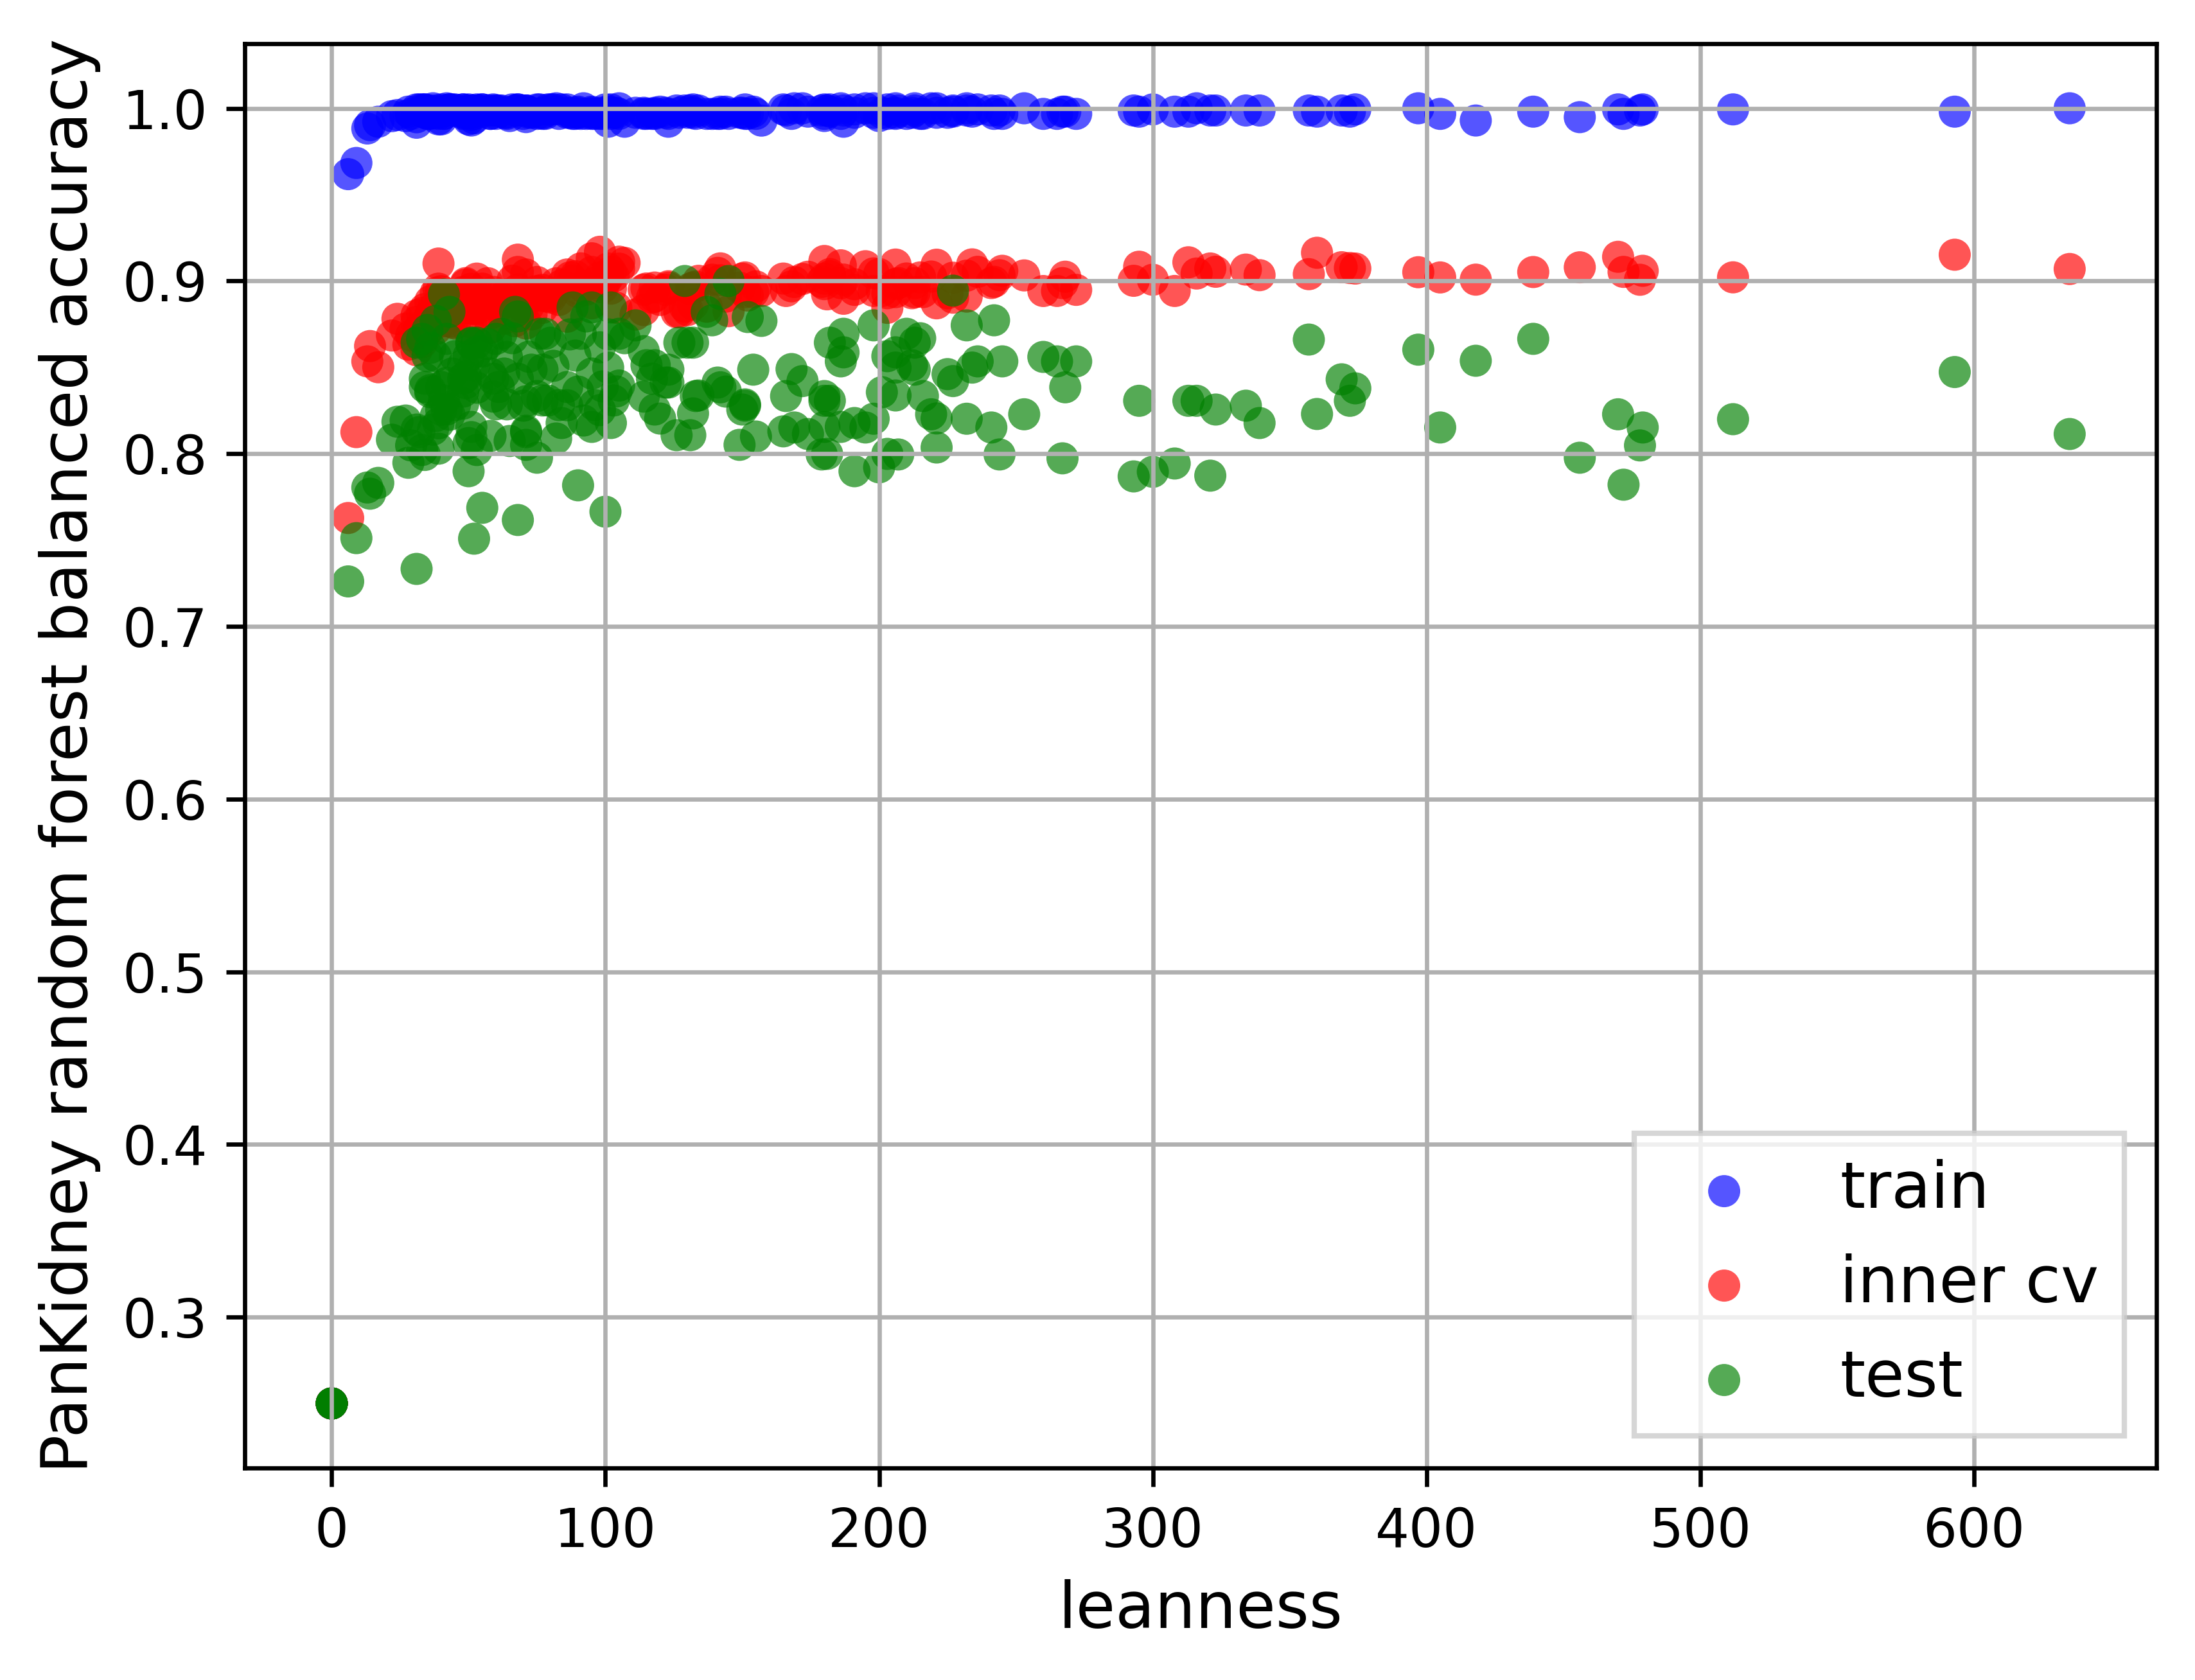 PanKidney random forest balanced accuracy
1.0
0.9
0.8
0.7
0.6
0.5
0.4
0.3
train
inner cv
test
0 100 200 300 400 500 600
leanness